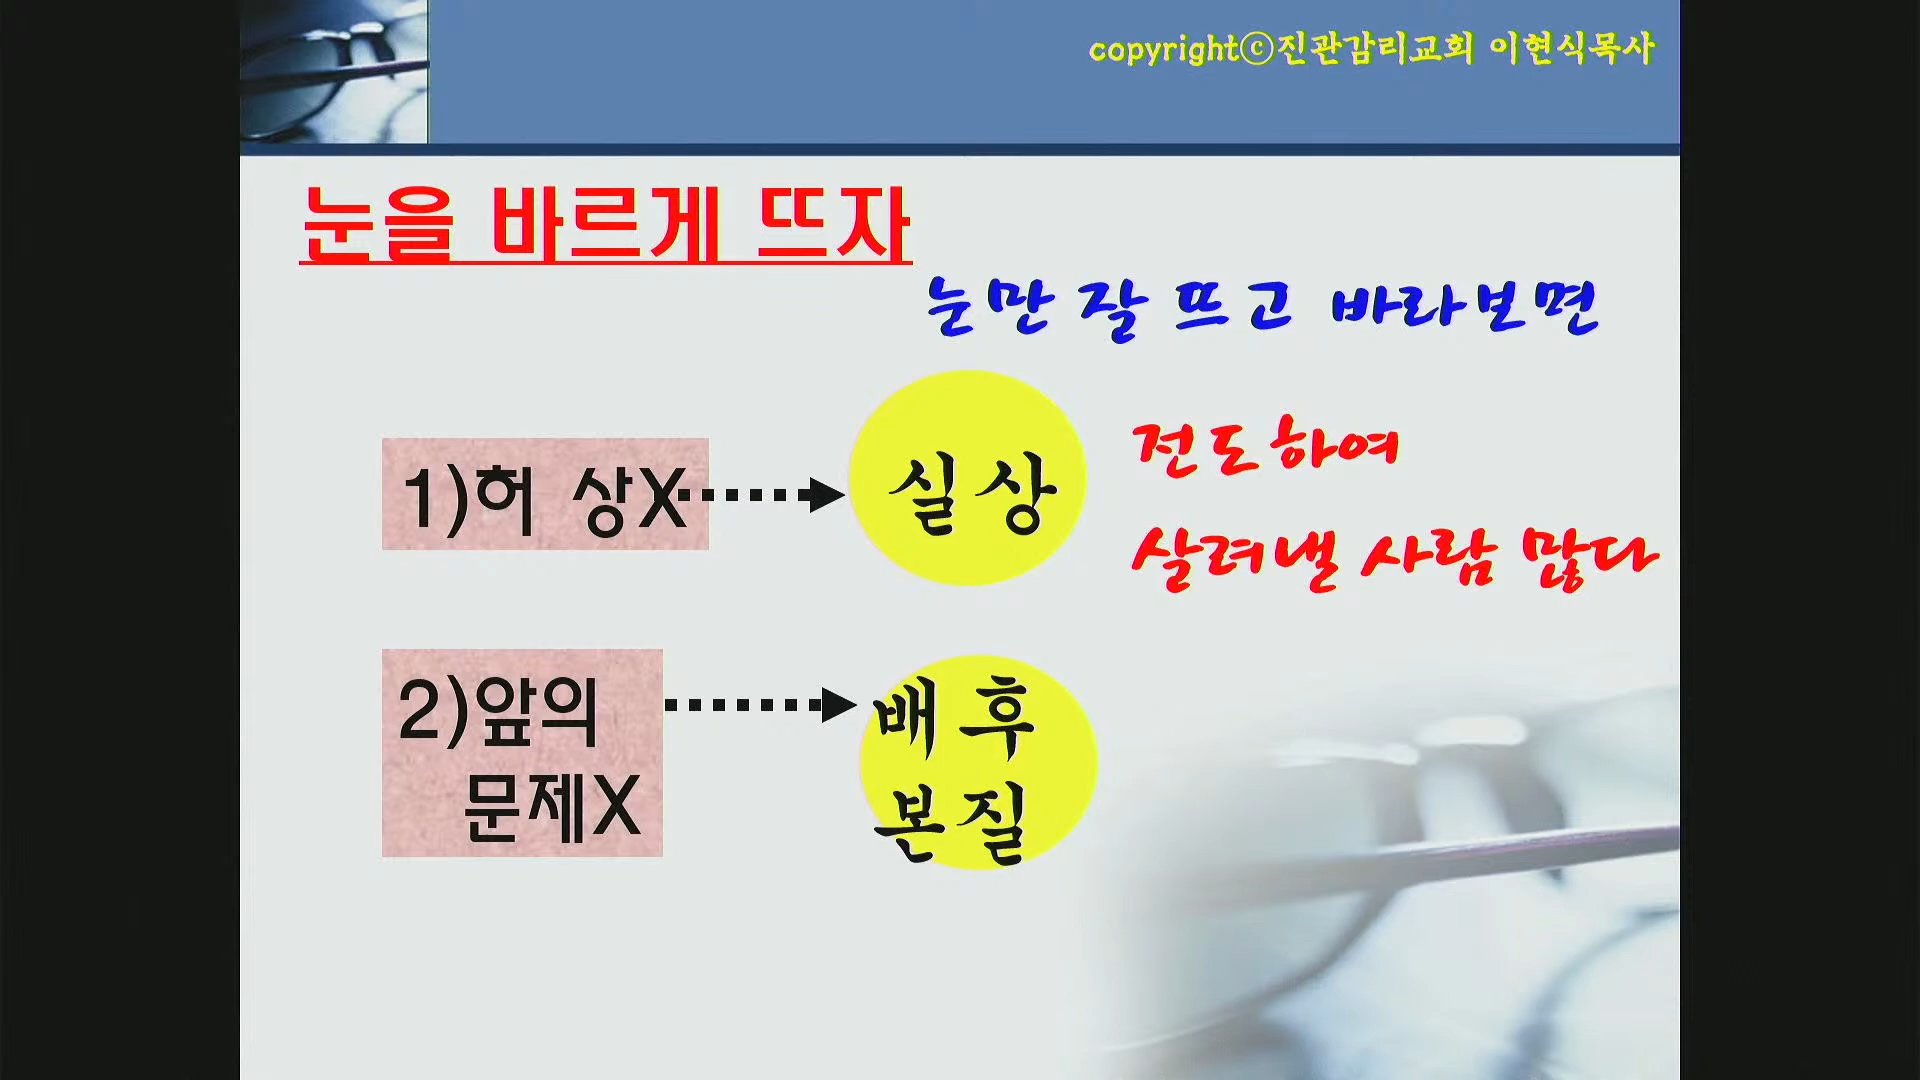 copyrightⓒ진관감리교회 이현식목사
눈을 바르게 뜨자
눈만 잘 뜨고 바라보면
1)허 상X
실상
전도하여
살려낼 사람 많다
2)앞의
문제X
배후
본질